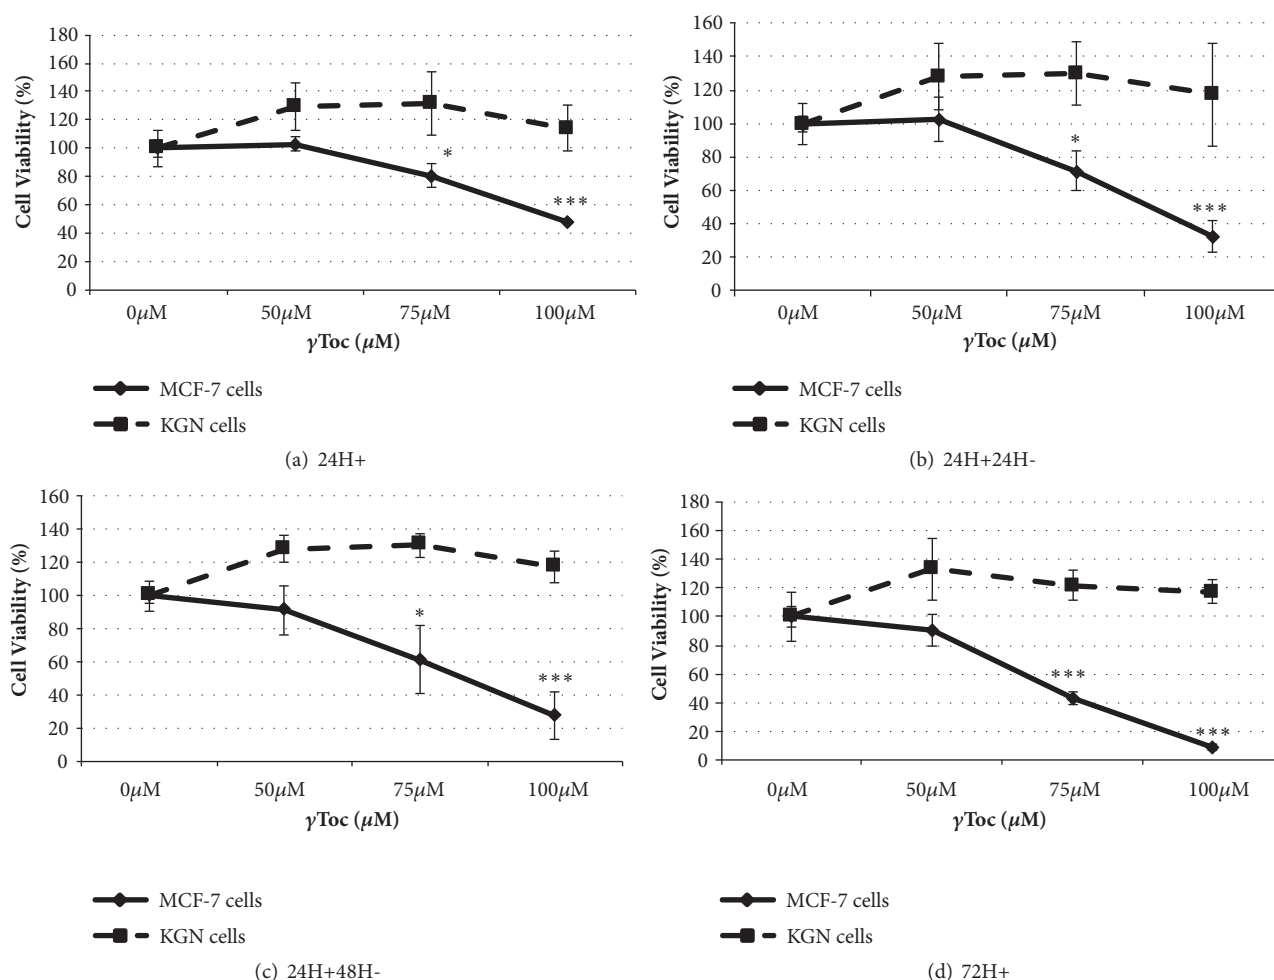 180
160
140
120
100
80
60
40
20
0
Cell Viability (%)
*
***
0μM 50μM 75μM 100μM
γToc (μM)
MCF-7 cells
KGN cells
(a) 24H+
160
140
120
100
80
60
40
20
0
Cell Viability (%)
*
***
0μM 50μM 75μM 100μM
γToc (μM)
MCF-7 cells
KGN cells
(b) 24H+24H-
160
140
120
100
80
60
40
20
0
Cell Viability (%)
*
***
0μM 50μM 75μM 100μM
γToc (μM)
MCF-7 cells
KGN cells
(c) 24H+48H-
180
160
140
120
100
80
60
40
20
0
Cell Viability (%)
***
***
0μM 50μM 75μM 100μM
γToc (μM)
MCF-7 cells
KGN cells
(d) 72H+